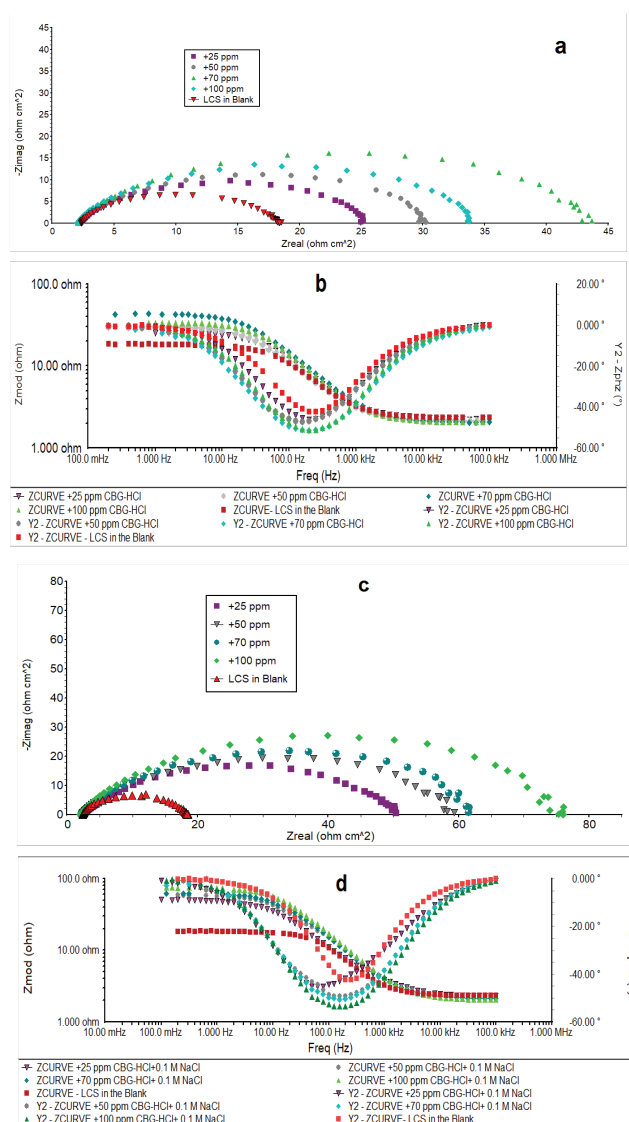 a
45
40
35
30
25
20
15
10
5
0
-Zimag (ohm cm^2)
+25 ppm
+50 ppm
+70 ppm
+100 ppm
LCS in Blank
0 5 10 15 20 25 30 35 40 45
Zreal (ohm cm^2)
b
100.0 ohm
10.00 ohm
1.000 ohm
Zmod (ohm)
20.00 °
0.000 °
-20.00 °
-40.00 °
-60.00 °
Y2 - Zphz (°)
100.0 mHz 1.000 Hz 10.00 Hz 100.0 Hz 1.000 kHz 10.00 kHz 100.0 kHz 1.000 MHz
Freq (Hz)
ZCURVE +25 ppm CBG-HCl ZCURVE +50 ppm CBG-HCl ZCURVE +70 ppm CBG-HCl
ZCURVE +100 ppm CBG-HCl ZCURVE- LCS in the Blank Y2 - ZCURVE +25 ppm CBG-HCl
Y2 - ZCURVE +50 ppm CBG-HCl Y2 - ZCURVE +70 ppm CBG-HCl Y2 - ZCURVE +100 ppm CBG-HCl
Y2 - ZCURVE - LCS in the Blank
c
80
70
60
50
40
30
20
10
0
-Zimag (ohm cm^2)
+25 ppm
+50 ppm
+70 ppm
+100 ppm
LCS in Blank
0 20 40 60 80
Zreal (ohm cm^2)
d
100.0 ohm
10.00 ohm
1.000 ohm
Zmod (ohm)
0.000 °
-20.00 °
-40.00 °
-60.00 °
10.00 mHz 100.0 mHz 1.000 Hz 10.00 Hz 100.0 Hz 1.000 kHz 10.00 kHz 100.0 kHz 10.00 kHz
Freq (Hz)
ZCURVE +25 ppm CBG-HCl+0.1 M NaCl ZCURVE +50 ppm CBG-HCl+ 0.1 M NaCl
ZCURVE +70 ppm CBG-HCl+ 0.1 M NaCl ZCURVE +100 ppm CBG-HCl+ 0.1 M NaCl
ZCURVE - LCS in the Blank Y2 - ZCURVE +25 ppm CBG-HCl + 0.1 M NaCl
Y2 - ZCURVE +50 ppm CBG-HCl+ 0.1 M NaCl Y2 - ZCURVE +70 ppm CBG-HCl+ 0.1 M NaCl
Y2 - ZCURVE +100 ppm CBG-HCl+ 0.1 M NaCl Y2 - ZCURVE- LCS in the Blank